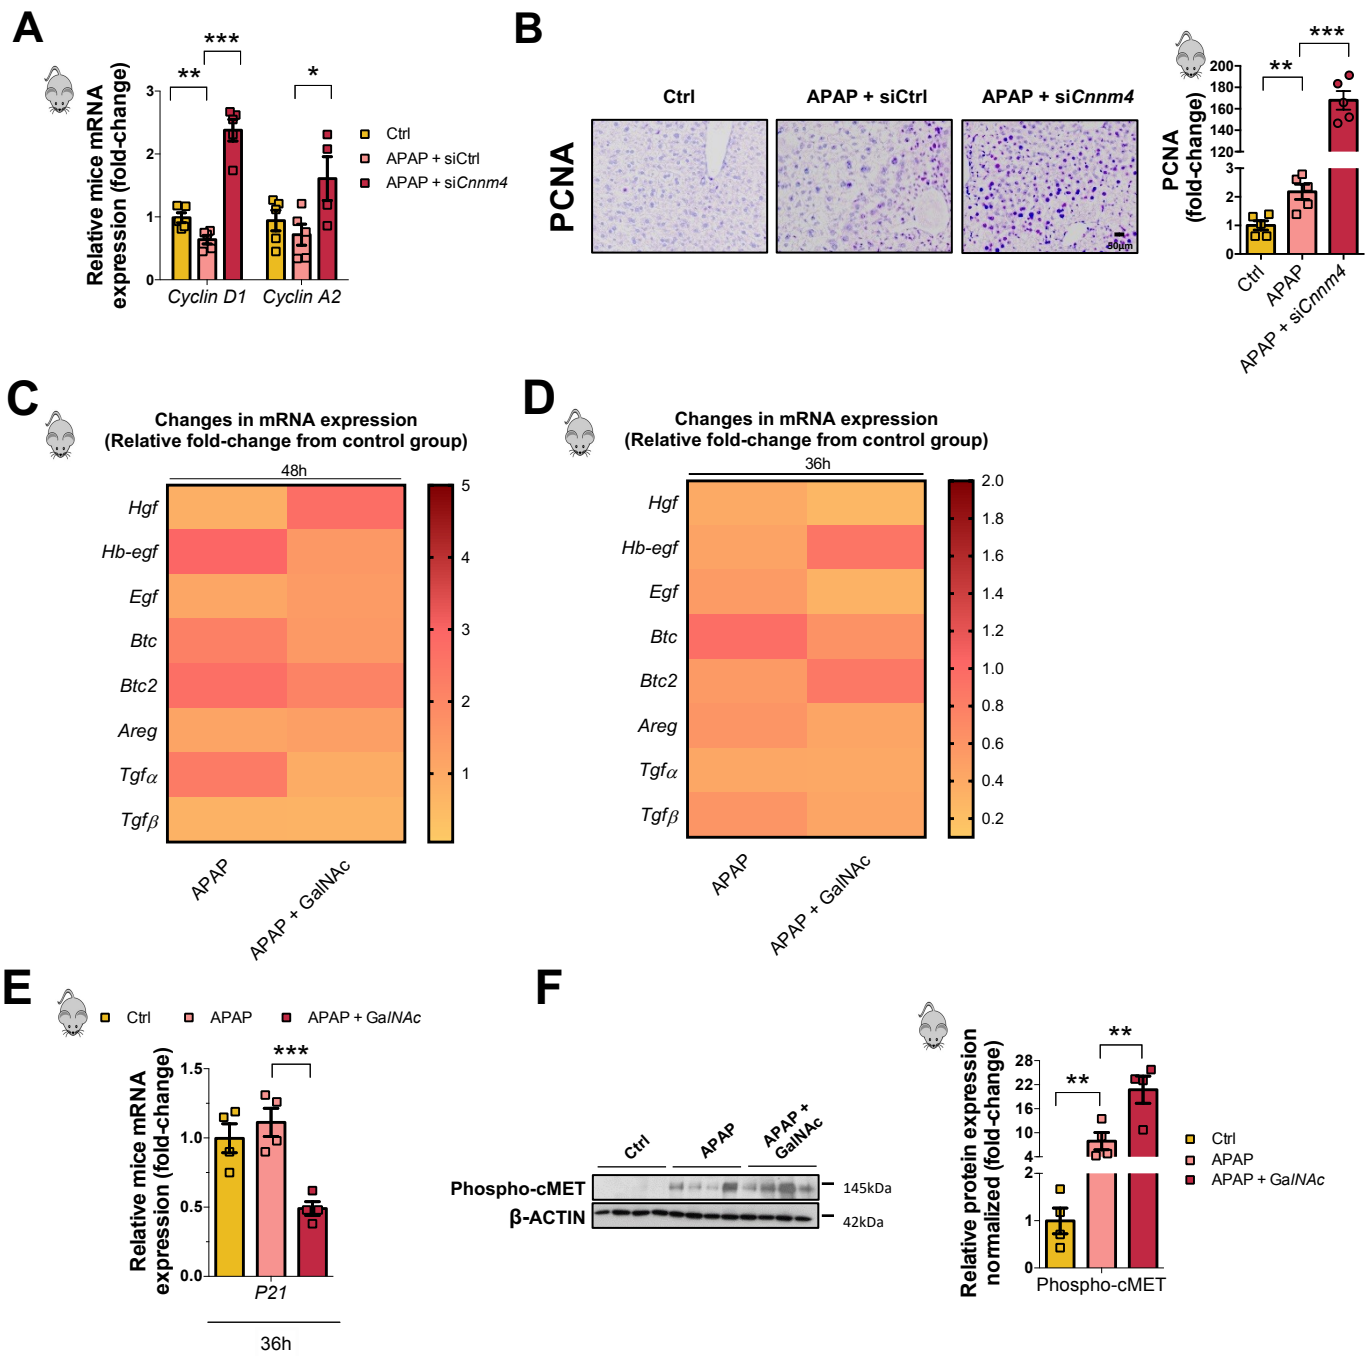 A
Relative mice mRNA
expression (fold-change)
3
2
1
0
**
***
*
Cyclin D1
Cyclin A2
Ctrl
APAP + siCtrl
APAP + siCnnm4
B
PCNA
Ctrl
APAP + siCtrl
APAP + siCnnm4
50μm
PCNA
(fold-change)
200
180
160
140
120
3
2
1
0
**
***
Ctrl
APAP
APAP + siCnnm4
C
Changes in mRNA expression
(Relative fold-change from control group)
48h
Hgf
Hb-egf
Egf
Btc
Btc2
Areg
Tgfα
Tgfβ
APAP
APAP + GalNAc
5
4
3
2
1
D
Changes in mRNA expression
(Relative fold-change from control group)
36h
Hgf
Hb-egf
Egf
Btc
Btc2
Areg
Tgfα
Tgfβ
APAP
APAP + GalNAc
2.0
1.8
1.6
1.4
1.2
1.0
0.8
0.6
0.4
0.2
E
Ctrl
APAP
APAP + GalNAc
Relative mice mRNA
expression (fold-change)
1.5
1.0
0.5
0.0
***
P21
36h
F
Ctrl
APAP
APAP +
GalNAc
Phospho-cMET
145kDa
β-ACTIN
42kDa
Relative protein expression
normalized (fold-change)
28
22
16
10
4
2
1
0
**
**
Phospho-cMET
Ctrl
APAP
APAP + GalNAc